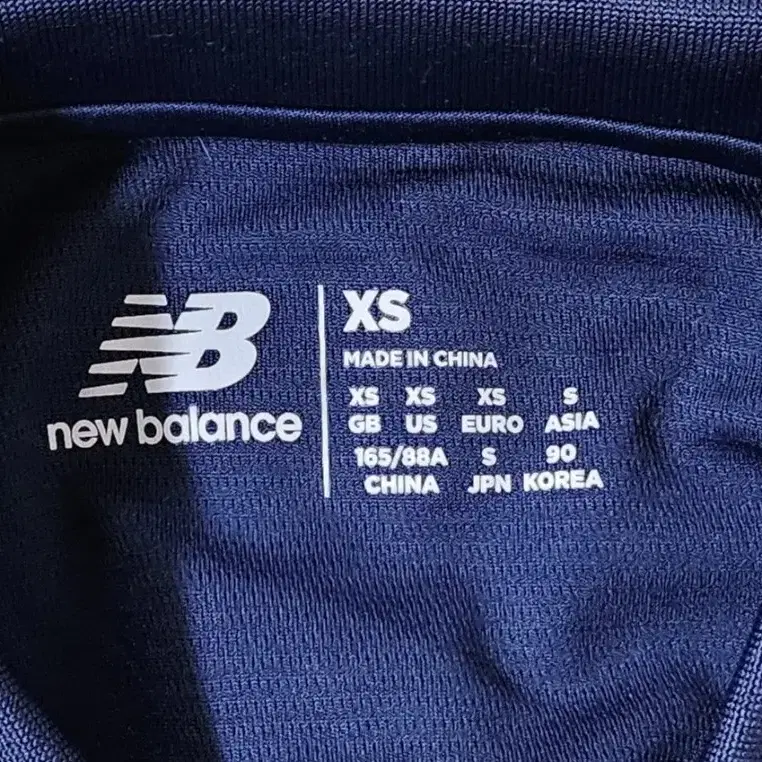 NB
new balance
XS
MADE IN CHINA
XS XS XS S
GB US EURO ASIA
165/88A S 90
CHINA JPN KOREA